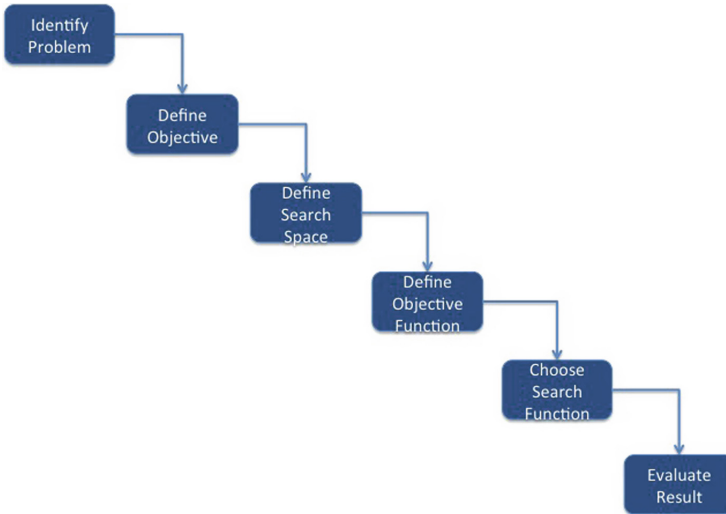 Identify
Problem
Define
Objective
Define
Search
Space
Define
Objective
Function
Choose
Search
Function
Evaluate
Result